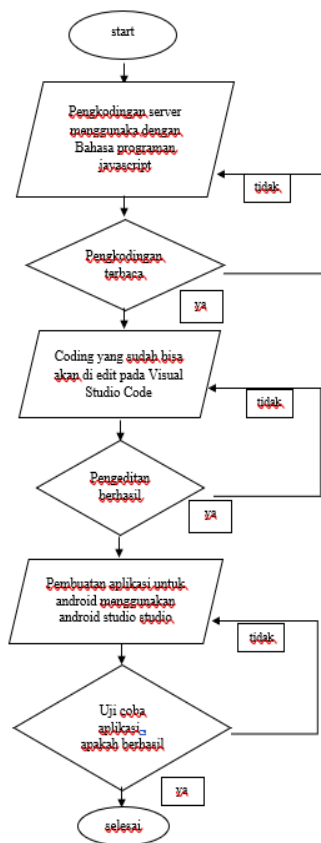 start
Pengkodingan server
menggunaka dengan
Bahasa programan
javascript
tidak
Pengkodingan
terbaca
ya
Coding yang sudah bisa
akan di edit pada Visual
Studio Code
tidak
Pengeditan
berhasil
ya
Pembuatan aplikasi untuk
android menggunakan
android studio studio
tidak
Uji coba
aplikasi,
apakah berhasil
ya
selesai